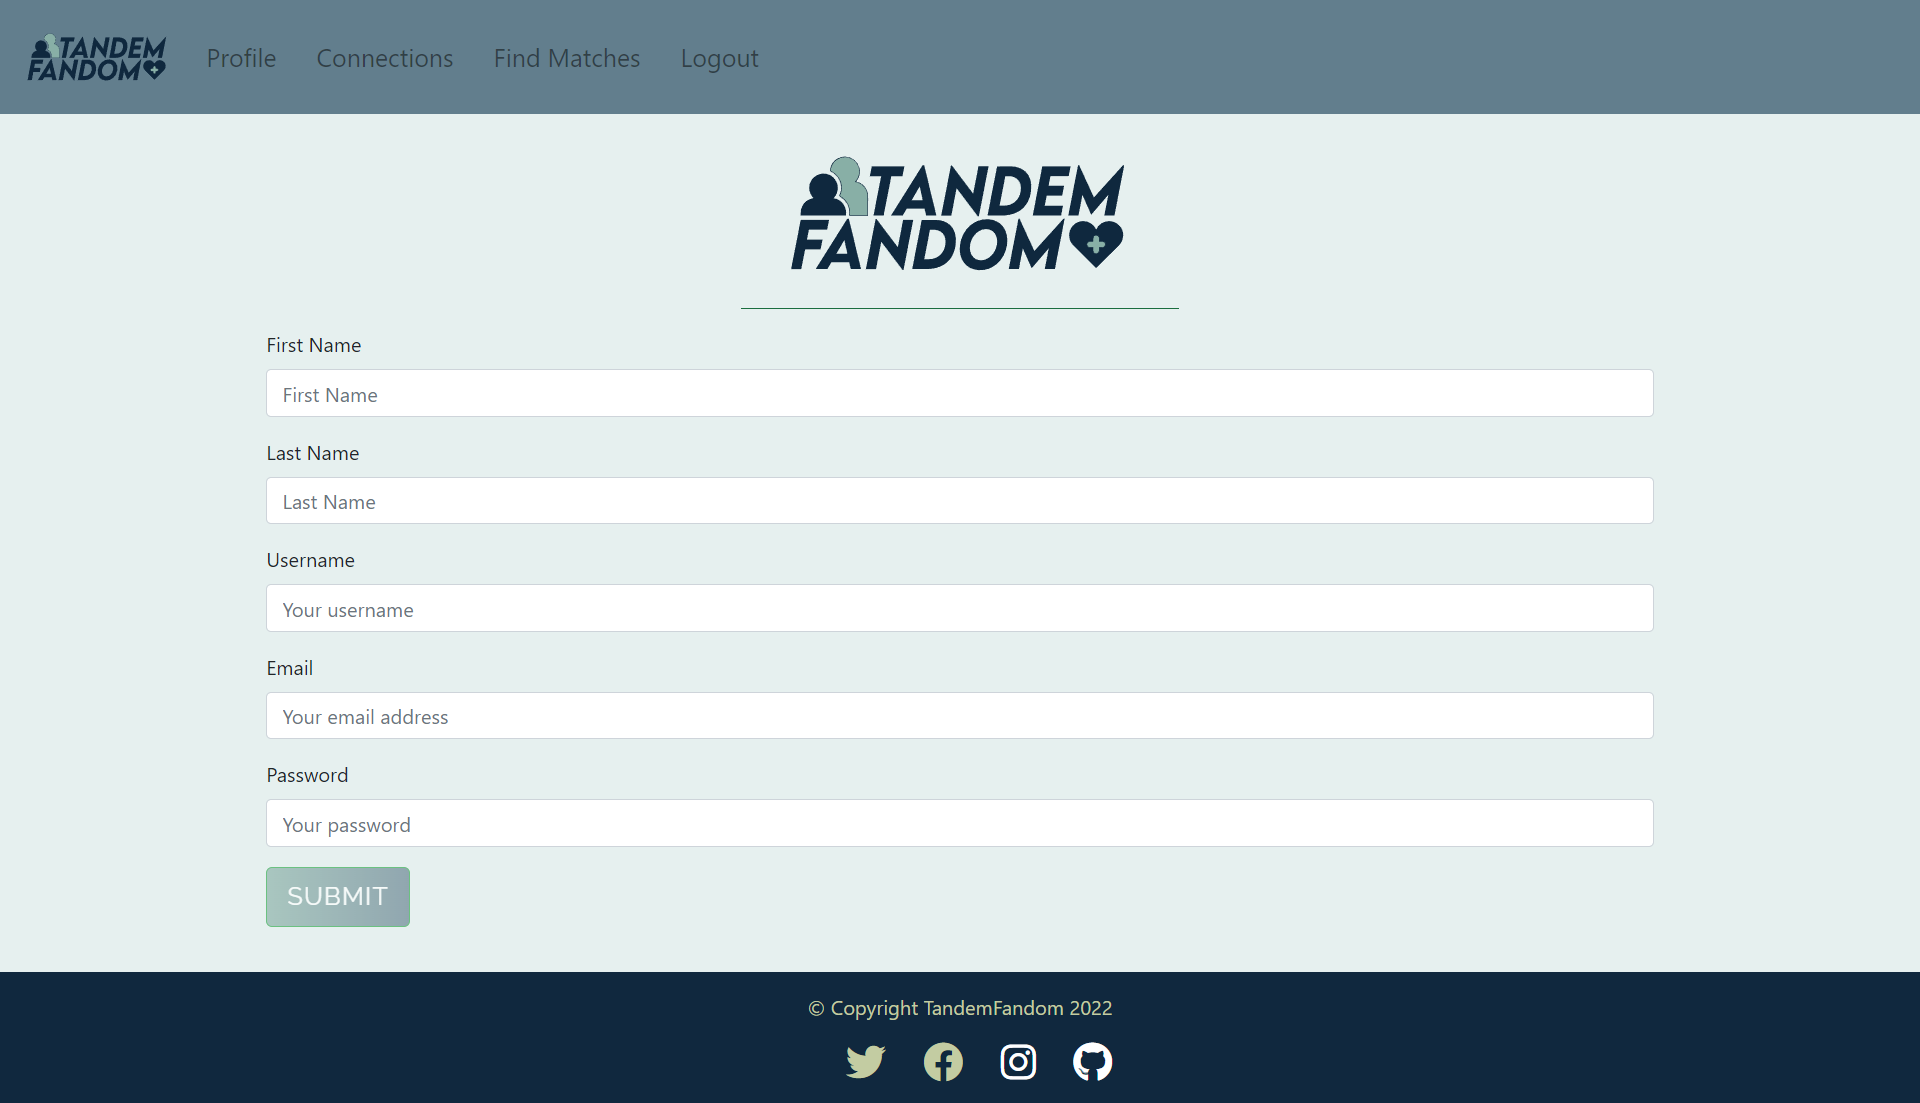 TANDEM
FANDOM
Profile Connections Find Matches Logout
TANDEM
FANDOM
First Name
First Name
Last Name
Last Name
Username
Your username
Email
Your email address
Password
Your password
SUBMIT
© Copyright TandemFandom 2022